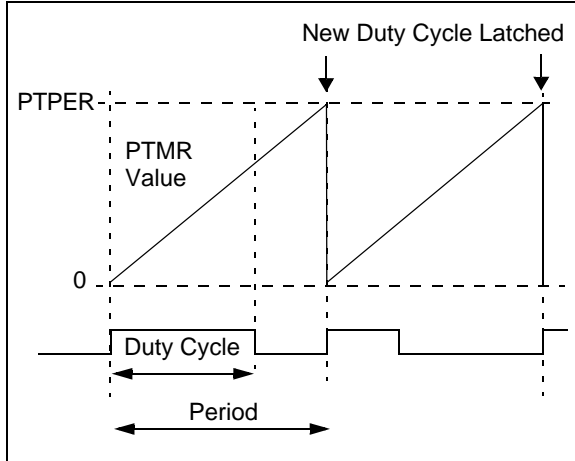 New Duty Cycle Latched
PTPER
PTMR
Value
0
Duty Cycle
Period